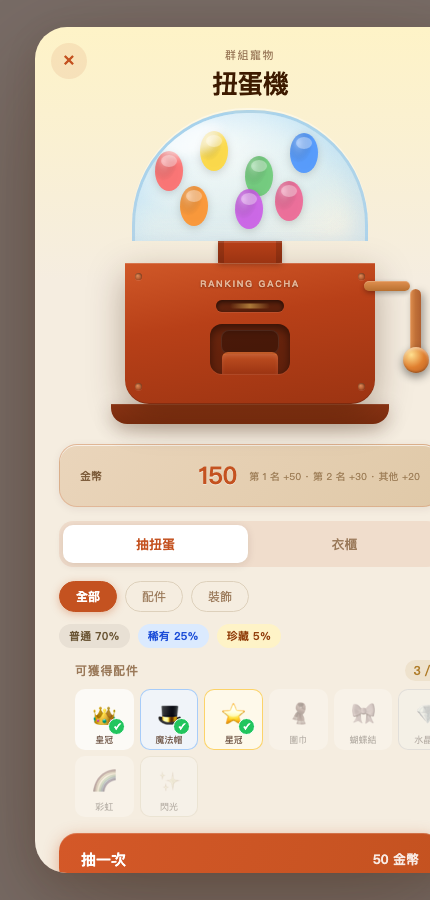 ×
群組寵物
扭蛋機
RANKING GACHA
金幣 150 第 1 名 +50 · 第 2 名 +30 · 其他 +20
抽扭蛋 衣櫃
全部 配件 裝飾
普通 70% 稀有 25% 珍藏 5%
可獲得配件 3 /
皇冠 魔法帽 星冠 圍巾 蝴蝶結 水晶
彩虹 閃光
抽一次 50 金幣